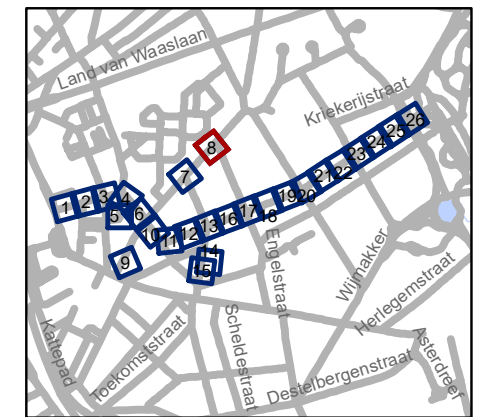 Land van Waaslaan
Kriekerijstraat
26
25
24
23
22
21
20
19
18
17
16
13
12
11
10
8
7
1
2
3
4
5
6
9
14
15
Engelstraat
Wijmakker
Herlegemstraat
Kattepad
Toekomststraat
Scheldestraat
Destelbergenstraat
Asterdreef